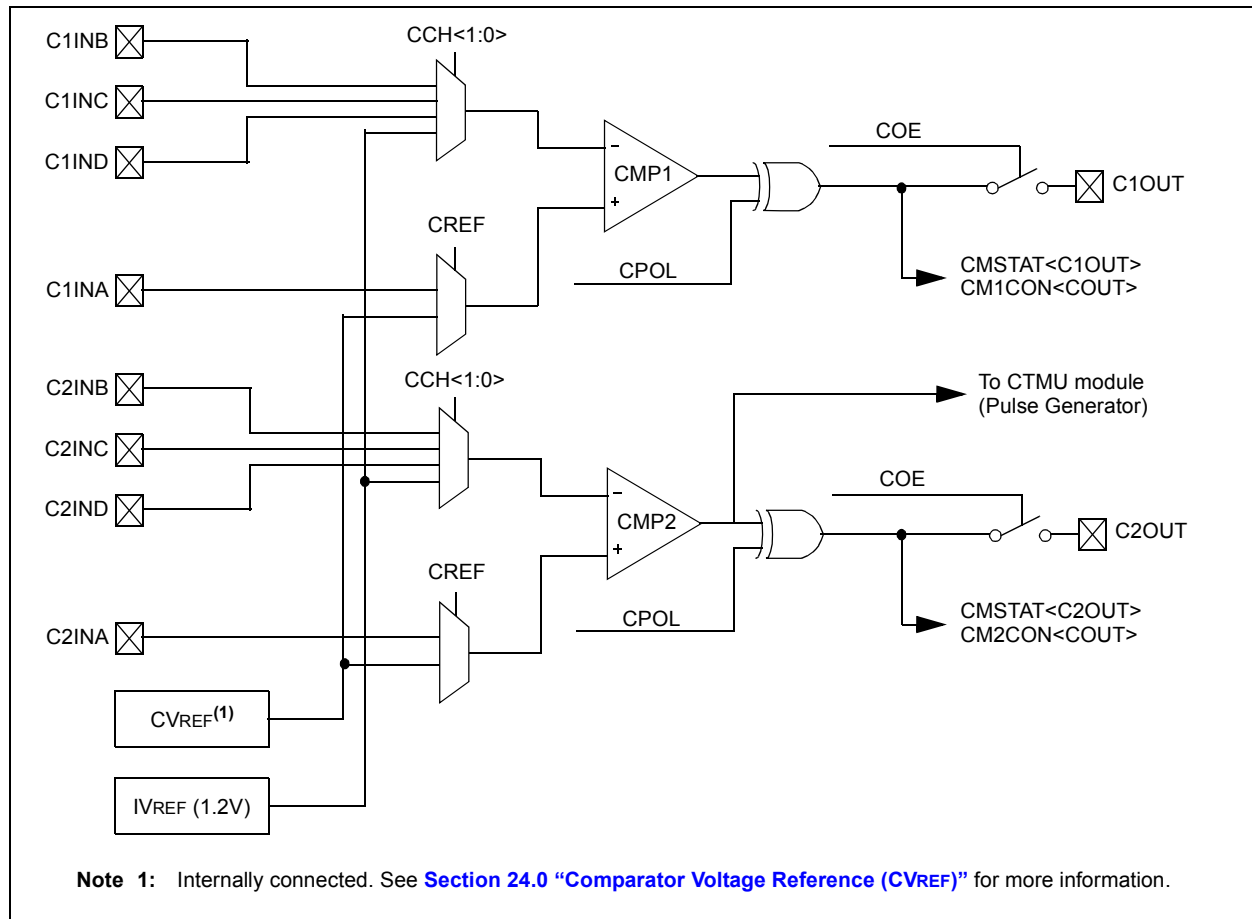 C1INB
CCH<1:0>
C1INC
C1IND
COE
CMP1
C1OUT
–
+
CREF
CPOL
C1INA
CMSTAT<C1OUT>
CM1CON<COUT>
C2INB
CCH<1:0>
To CTMU module
(Pulse Generator)
C2INC
C2IND
COE
–
CMP2
+
C2OUT
CREF
CPOL
C2INA
CMSTAT<C2OUT>
CM2CON<COUT>
CVREF(1)
IVREF (1.2V)
Note 1: Internally connected. See Section 24.0 “Comparator Voltage Reference (CVREF)” for more information.